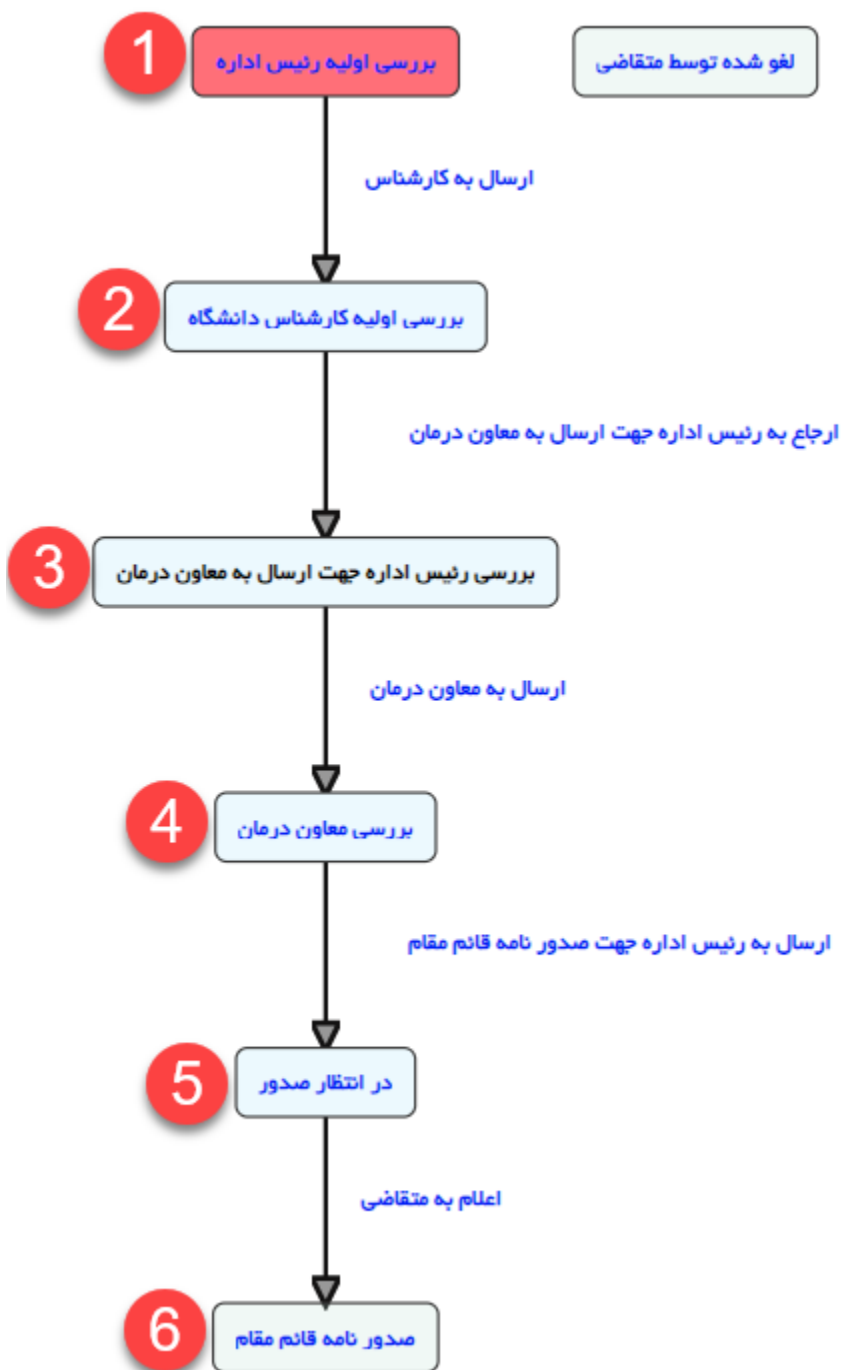 1
بررسی اولیه رئیس اداره
لغو شده توسط متقاضی
ارسال به کارشناس
2
بررسی اولیه کارشناس دانشگاه
ارجاع به رئیس اداره جهت ارسال به معاون درمان
3
بررسی رئیس اداره جهت ارسال به معاون درمان
ارسال به معاون درمان
4
بررسی معاون درمان
ارسال به رئیس اداره جهت صدور نامه قائم مقام
5
در انتظار صدور
اعلام به متقاضی
6
صدور نامه قائم مقام